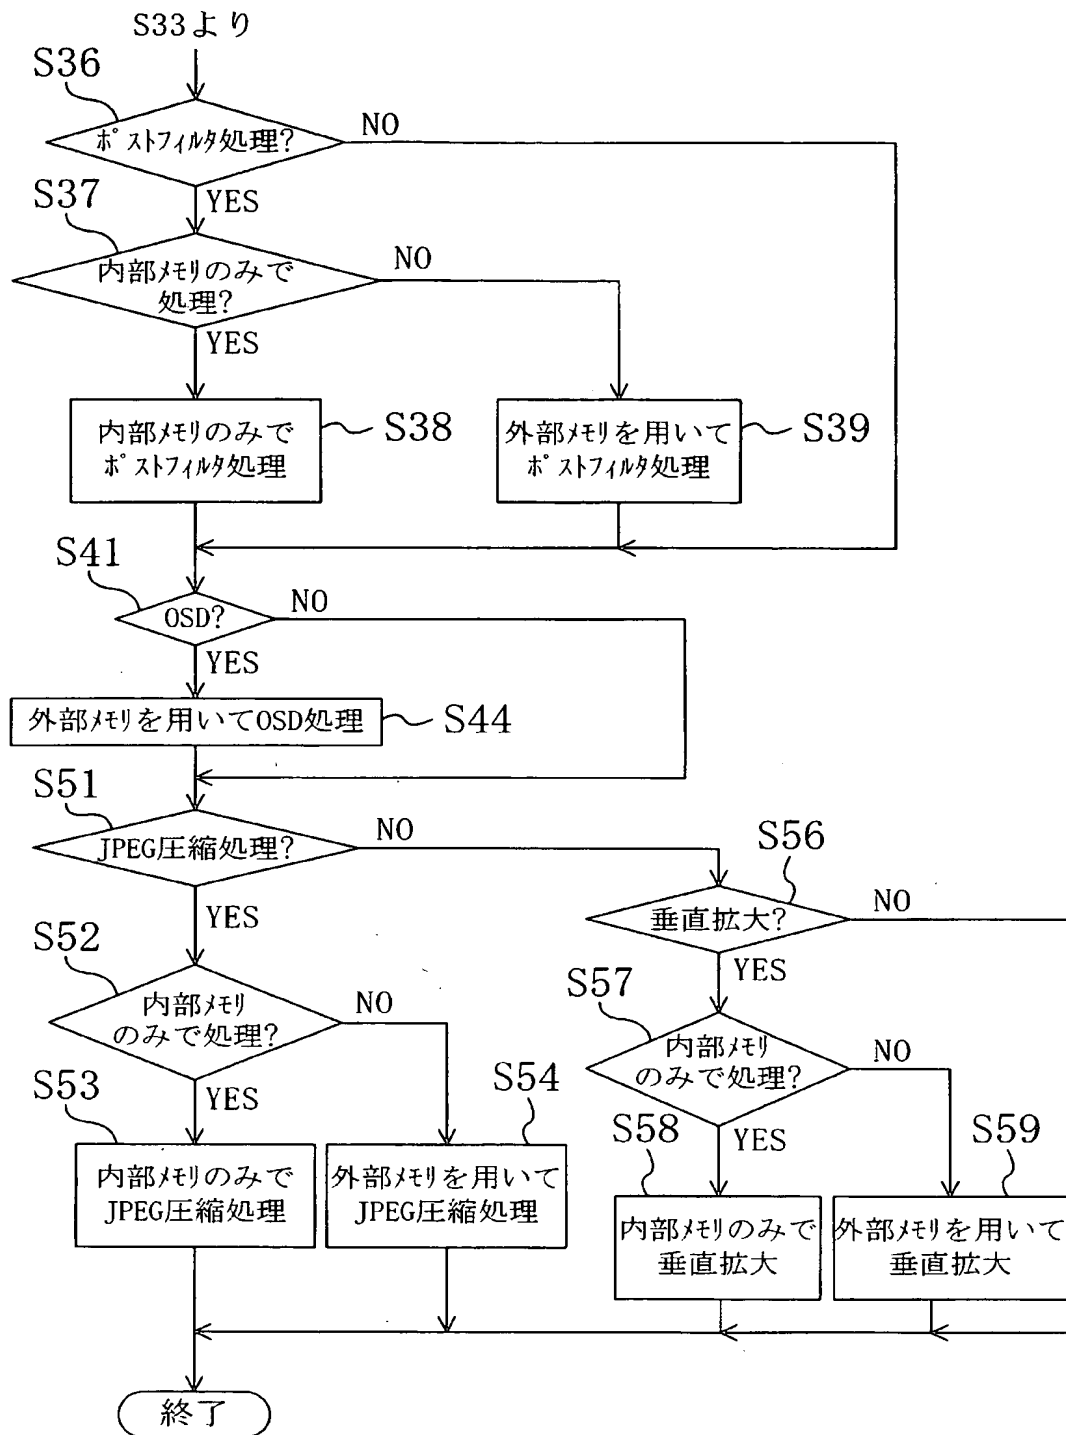 S33より
S36
ﾎﾟｽﾄﾌｨﾙﾀ処理?
NO
YES
S37
内部ﾒﾓﾘのみで
処理?
NO
YES
内部ﾒﾓﾘのみで
ﾎﾟｽﾄﾌｨﾙﾀ処理
S38
外部ﾒﾓﾘを用いて
ﾎﾟｽﾄﾌｨﾙﾀ処理
S39
S41
OSD?
NO
YES
外部ﾒﾓﾘを用いてOSD処理
S44
S51
JPEG圧縮処理?
NO
YES
S56
垂直拡大?
NO
YES
S52
内部ﾒﾓﾘ
のみで処理?
NO
YES
S57
内部ﾒﾓﾘ
のみで処理?
NO
YES
S53
内部ﾒﾓﾘのみで
JPEG圧縮処理
S54
外部ﾒﾓﾘを用いて
JPEG圧縮処理
S58
内部ﾒﾓﾘのみで
垂直拡大
S59
外部ﾒﾓﾘを用いて
垂直拡大
終了